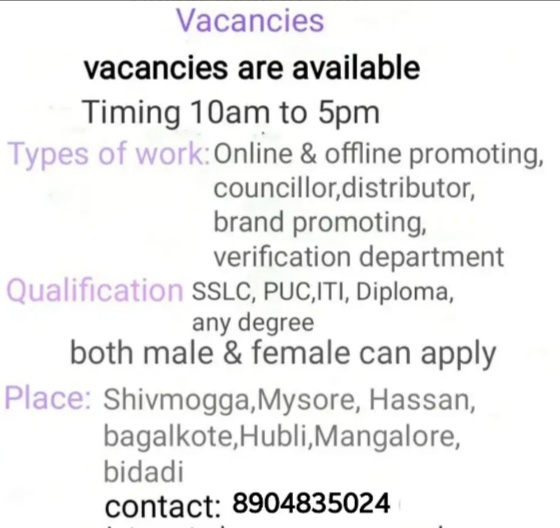 Vacancies
vacancies are available
Timing 10am to 5pm
Types of work:Online & offline promoting,
councillor,distributor,
brand promoting,
verification department
Qualification SSLC, PUC,ITI, Diploma,
any degree
both male & female can apply
Place: Shivmogga,Mysore, Hassan,
bagalkote,Hubli,Mangalore,
bidadi
contact: 8904835024